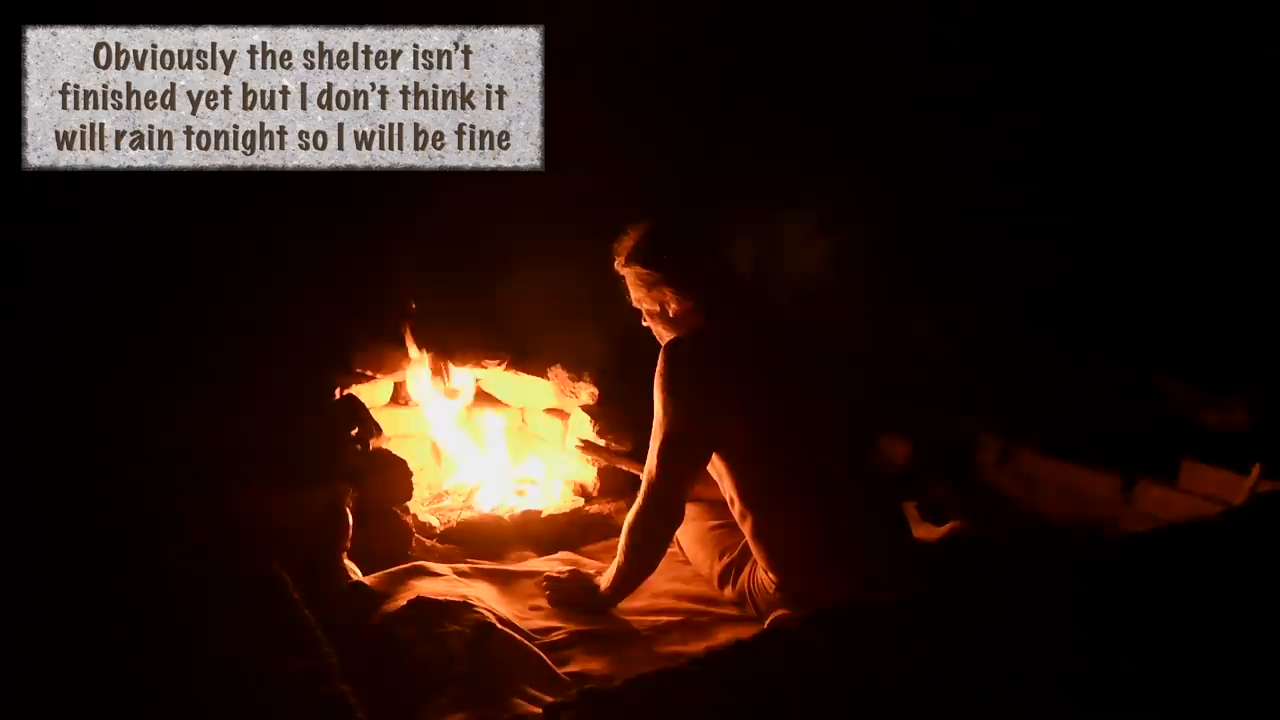 Obviously the shelter isn't
finished yet but I don't think it
will rain tonight so I will be fine